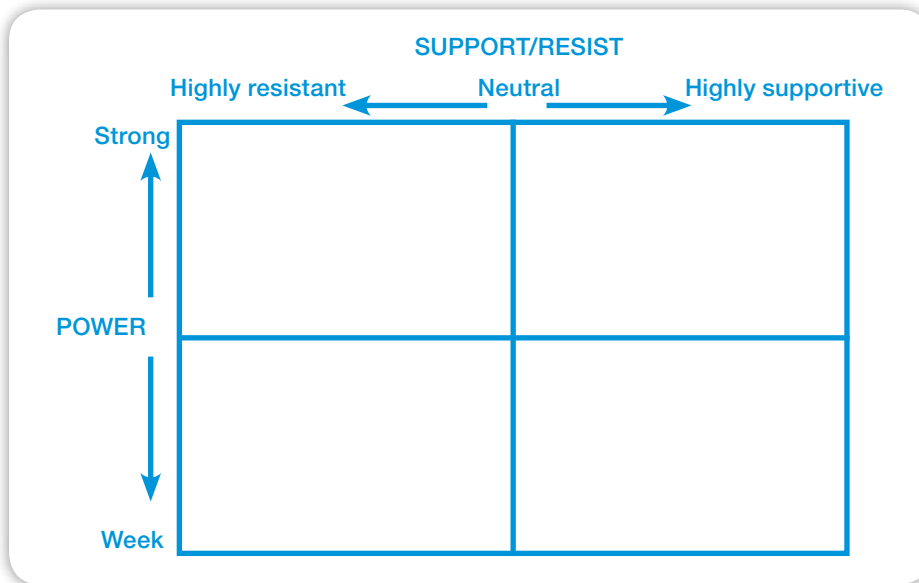 SUPPORT/RESIST
Highly resistant Neutral Highly supportive
Strong
POWER
Week